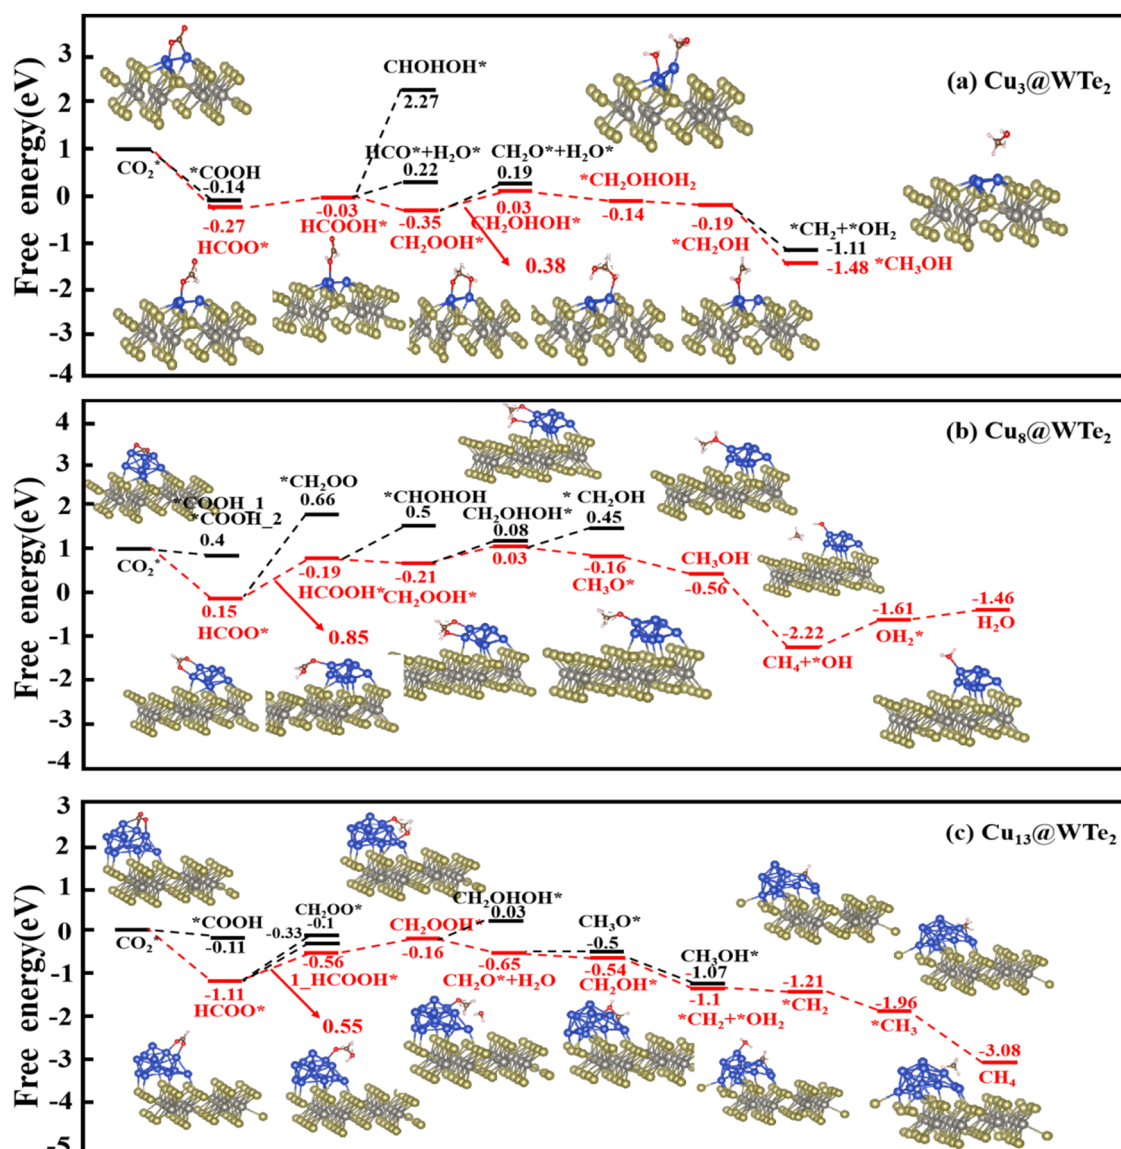 (a) Cu3@WTe2
Free energy(eV)
3
2
1
0
-1
-2
-3
-4
CO2*
*COOH
-0.14
-0.27
HCOO*
-0.03
HCOOH*
CHOHOH*
2.27
HCO*+H2O*
0.22
-0.35
CH2OOH*
CH2O*+H2O*
0.19
0.03
CH2OHOH*
0.38
*CH2OHOH2
-0.14
-0.19
*CH2OH
*CH2+*OH2
-1.11
-1.48 *CH3OH
(b) Cu8@WTe2
Free energy(eV)
4
3
2
1
0
-1
-2
-3
-4
CO2*
*COOH_1
*COOH_2
0.4
0.15
HCOO*
*CH2OO
0.66
-0.19
HCOOH*
0.85
*CHOHOH
0.5
-0.21
CH2OOH*
CH2OHOH*
0.08
0.03
* CH2OH
0.45
-0.16
CH3O*
CH3OH
-0.56
-2.22
CH4+*OH
-1.61
OH2*
-1.46
H2O
(c) Cu13@WTe2
Free energy(eV)
3
2
1
0
-1
-2
-3
-4
-5
CO2*
*COOH
-0.11
-1.11
HCOO*
CH2OO*
-0.1
-0.33
-0.56
1_HCOOH*
0.55
CH2OOH*
-0.16
CH2OHOH*
0.03
-0.65
CH2O*+H2O
CH3O*
-0.5
-0.54
CH2OH*
CH3OH*
-1.07
-1.1
*CH2+*OH2
-1.21
*CH2
-1.96
*CH3
-3.08
CH4